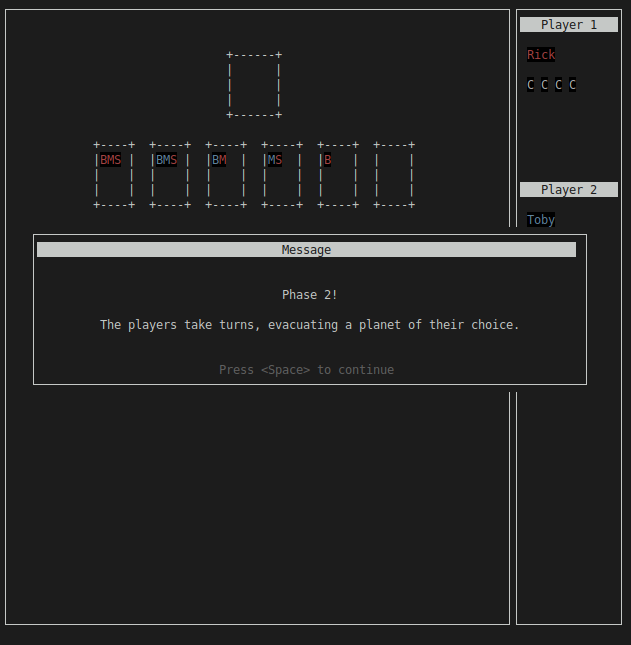 Player 1
Rick
C C C C
BMS BMS BM MS B
Player 2
Toby
Message
Phase 2!
The players take turns, evacuating a planet of their choice.
Press <Space> to continue